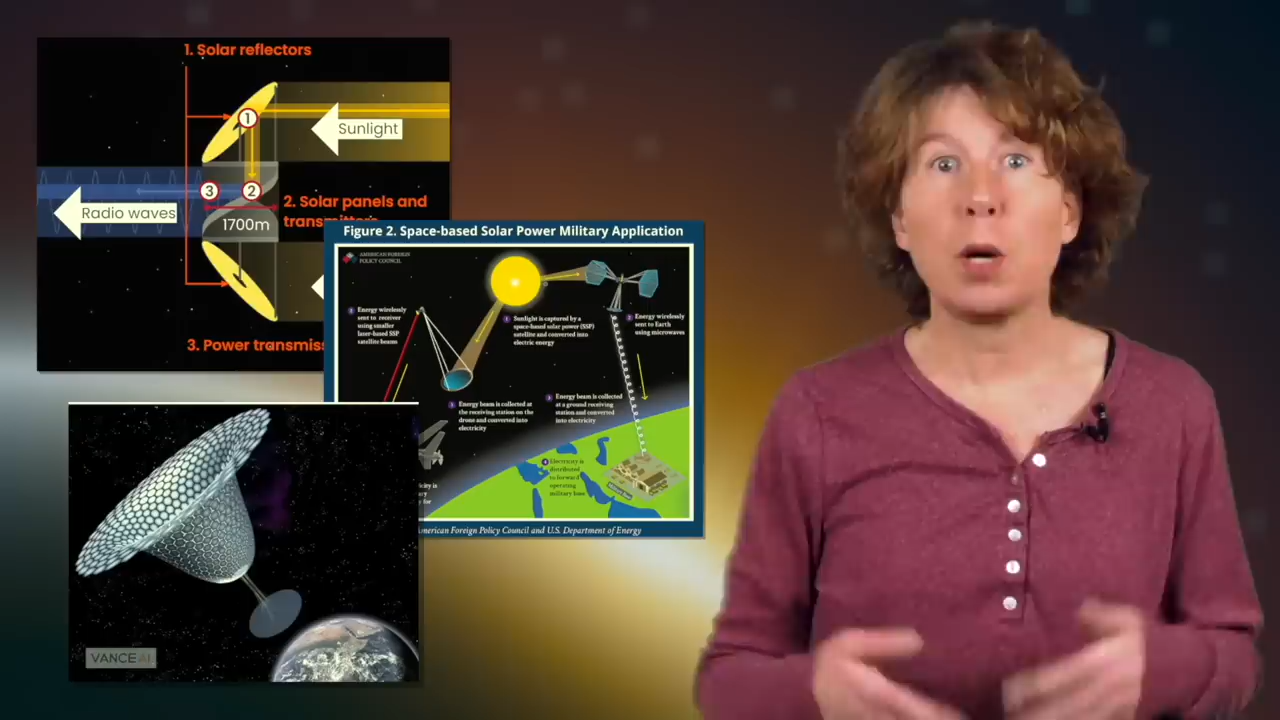 1. Solar reflectors
1
Sunlight
3
2
Radio waves
1700m
2. Solar panels and
3. Power
Figure 2. Space-based Solar Power Military Application
AMERICAN FOREIGN
POLICY COUNCIL
Energy wirelessly
sent to receiver
using smaller
laser-based SSP
satellite beams
Sunlight is captured by a
space-based solar power (SSP)
satellite and converted into
electric energy
Energy wirelessly
sent to Earth
using microwaves
Energy beam is collected
at the receiving station on the
drone and converted into
electricity
Energy beam is collected
at a ground receiving
station and converted
into electricity
Electricity is
distributed
to forward
operating
military base
American Foreign Policy Council and U.S. Department of Energy
VANCE AI.